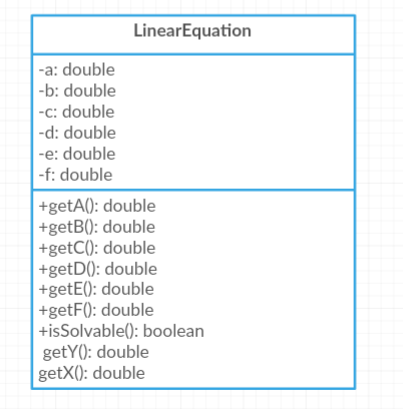 LinearEquation
-a: double
-b: double
-c: double
-d: double
-e: double
-f: double
+getA(): double
+getB(): double
+getC(): double
+getD(): double
+getE(): double
+getF(): double
+isSolvable(): boolean
getY(): double
getX(): double